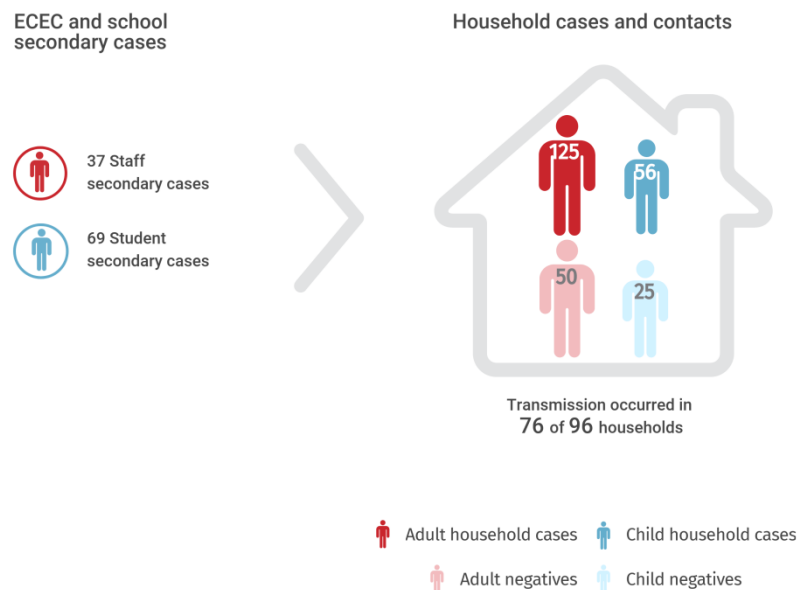 ECEC and school
secondary cases
37 Staff
secondary cases
69 Student
secondary cases
Household cases and contacts
125
56
50
25
Transmission occurred in
76 of 96 households
Adult household cases
Child household cases
Adult negatives
Child negatives